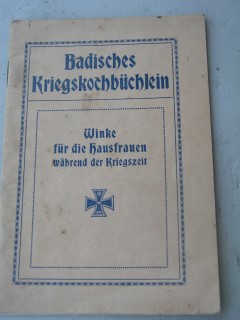 Badisches
Kriegskochbüchlein
Winke
für die Hausfrauen
während der Kriegszeit